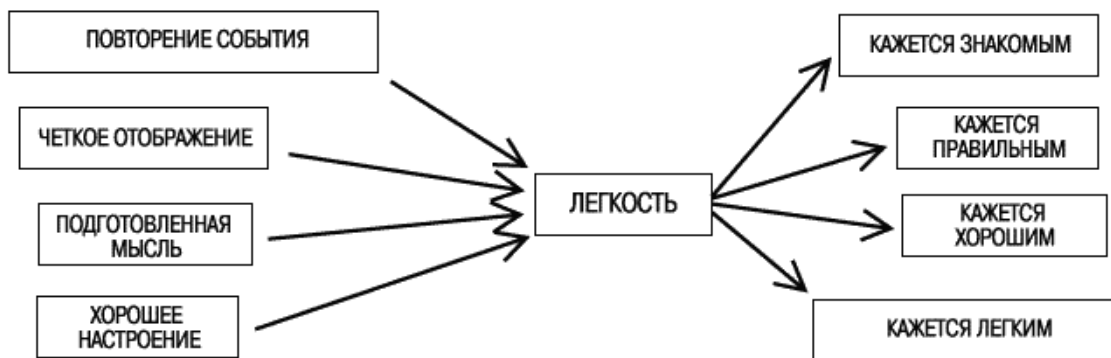 ПОВТОРЕНИЕ СОБЫТИЯ
ЧЕТКОЕ ОТОБРАЖЕНИЕ
ПОДГОТОВЛЕННАЯ
МЫСЛЬ
ХОРОШЕЕ
НАСТРОЕНИЕ
ЛЕГКОСТЬ
КАЖЕТСЯ ЗНАКОМЫМ
КАЖЕТСЯ
ПРАВИЛЬНЫМ
КАЖЕТСЯ
ХОРОШИМ
КАЖЕТСЯ ЛЕГКИМ